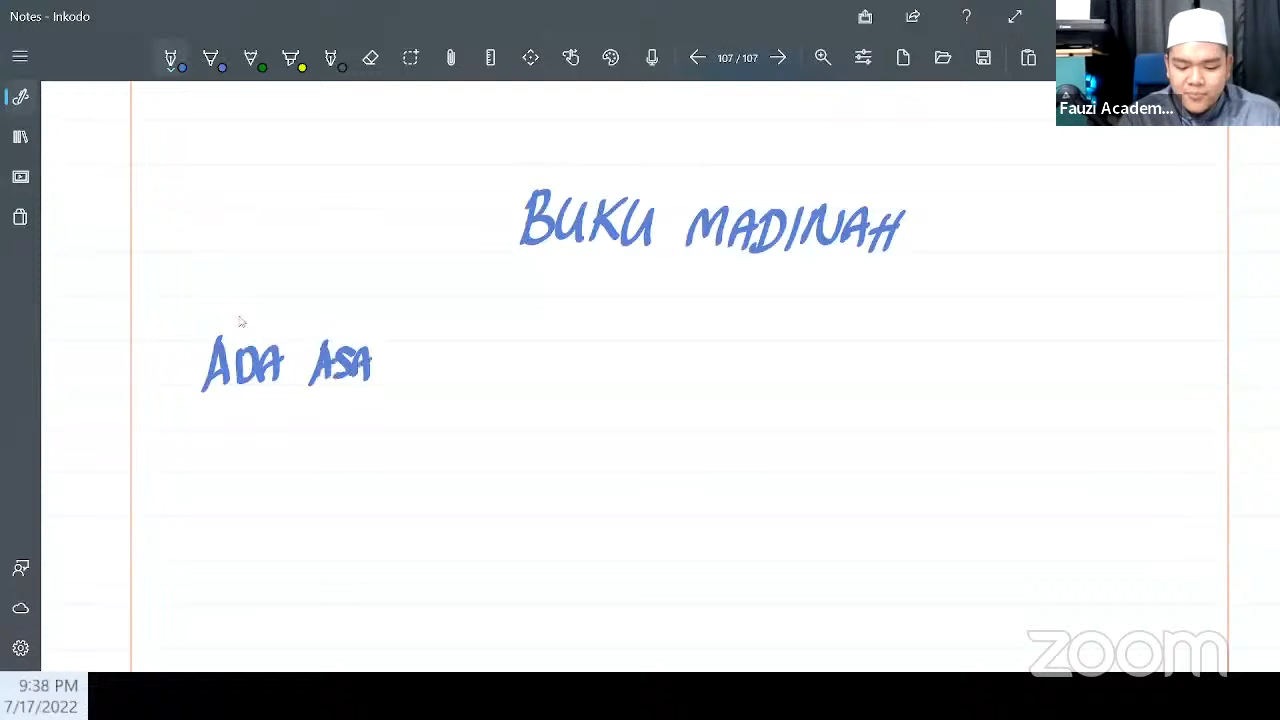 Notes - Inkodo
107 / 107
Fauzi Academ...
BUKU MADINAH
ADA ASA
zoom
9:38 PM
7/17/2022